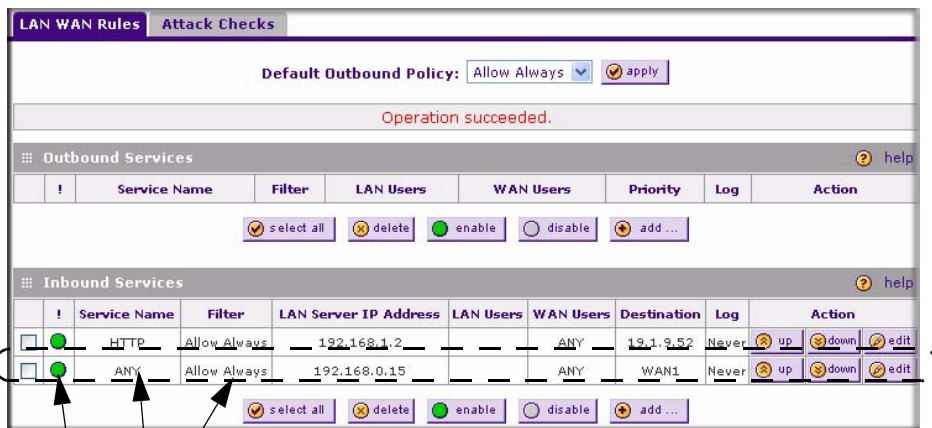 LAN WAN Rules Attack Checks
Default Outbound Policy: Allow Always apply
Operation succeeded.
Outbound Services help
! Service Name Filter LAN Users WAN Users Priority Log Action
select all delete enable disable add ...
Inbound Services help
! Service Name Filter LAN Server IP Address LAN Users WAN Users Destination Log Action
HTTP Allow Always 192.168.1.2 ANY 19.1.9.52 Never up down edit
ANY Allow Always 192.168.0.15 ANY WAN1 Never up down edit
select all delete enable disable add ...